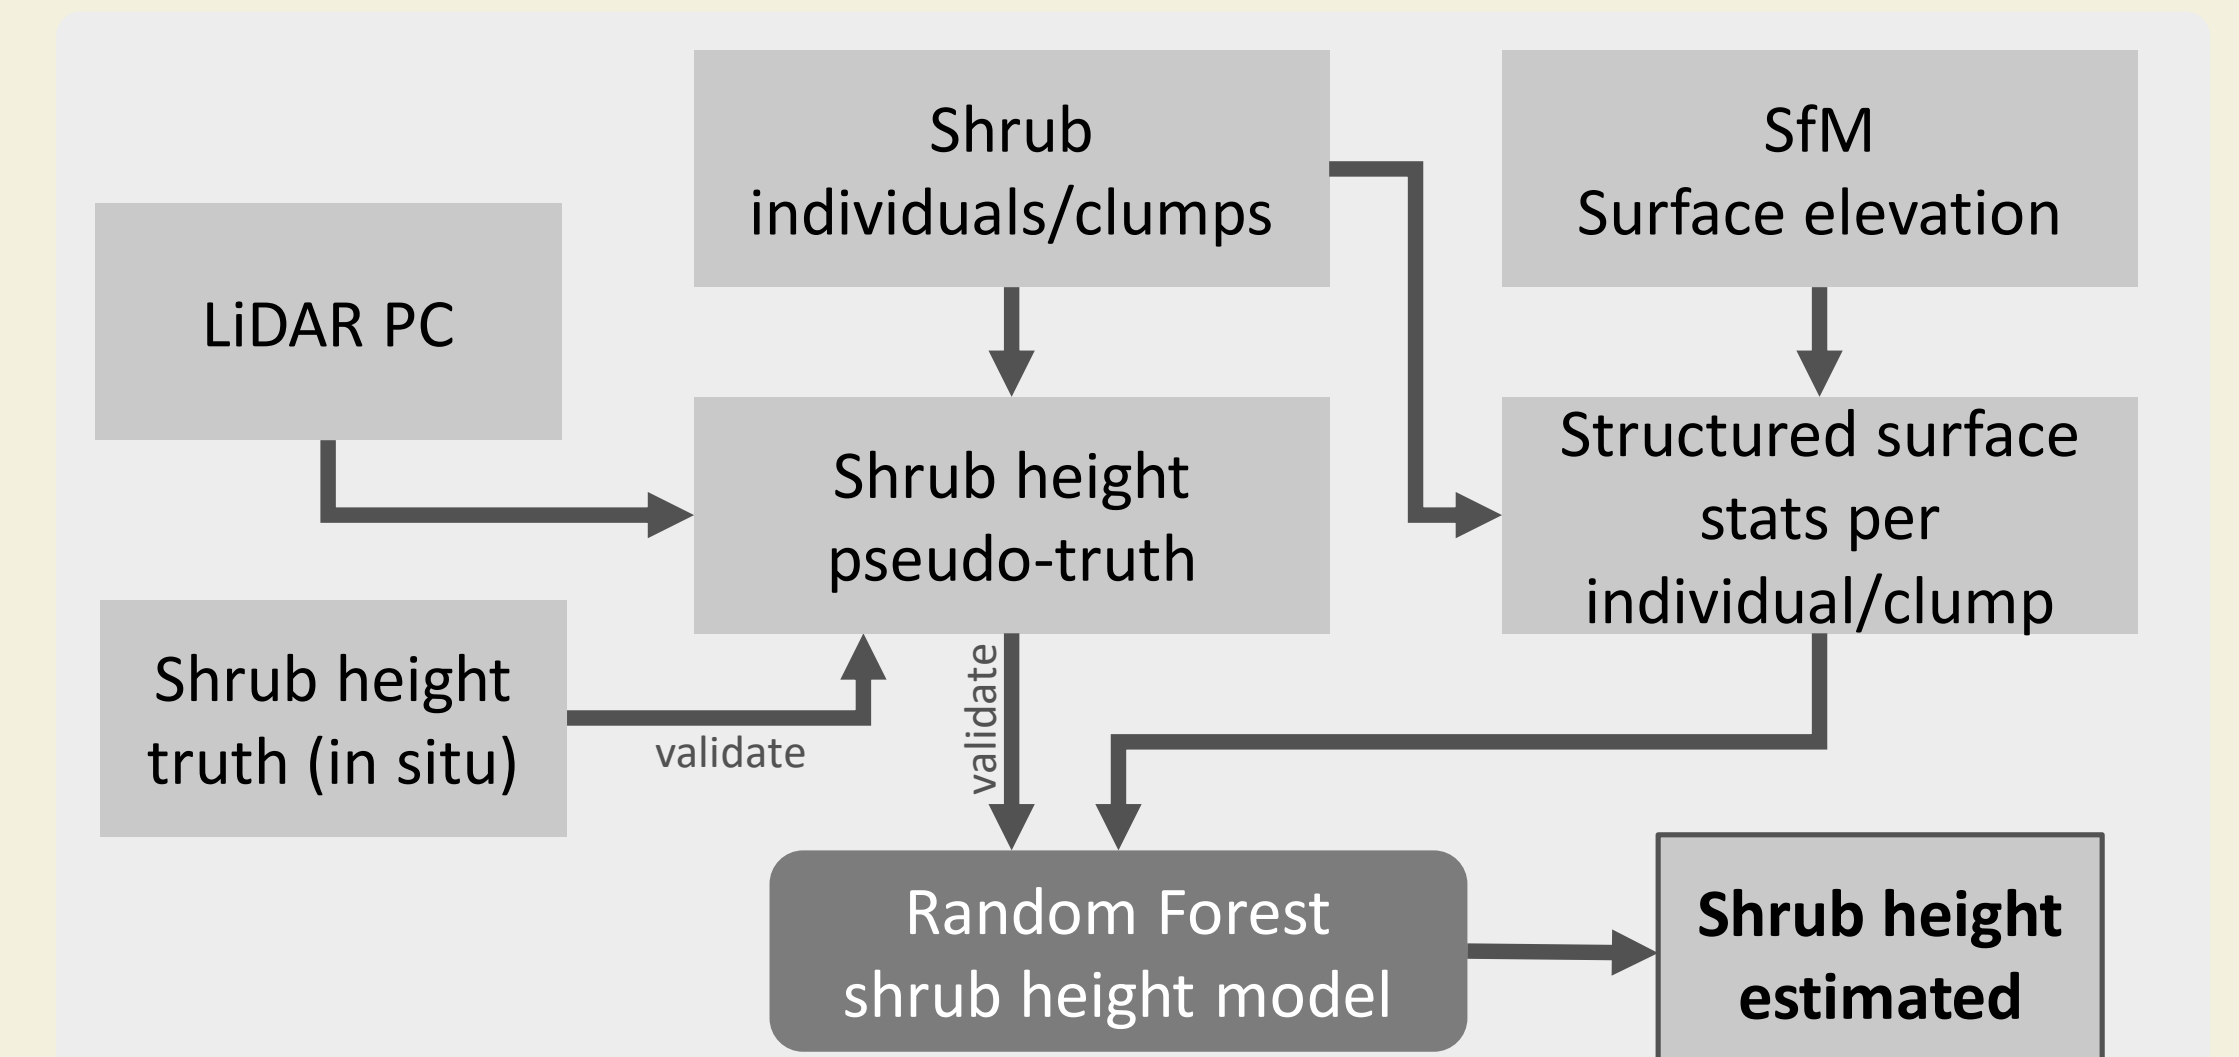 Shrub
individuals/clumps
SfM
Surface elevation
LiDAR PC
Shrub height
pseudo-truth
Structured surface
stats per
individual/clump
Shrub height
truth (in situ)
validate
validate
Random Forest
shrub height model
Shrub height
estimated